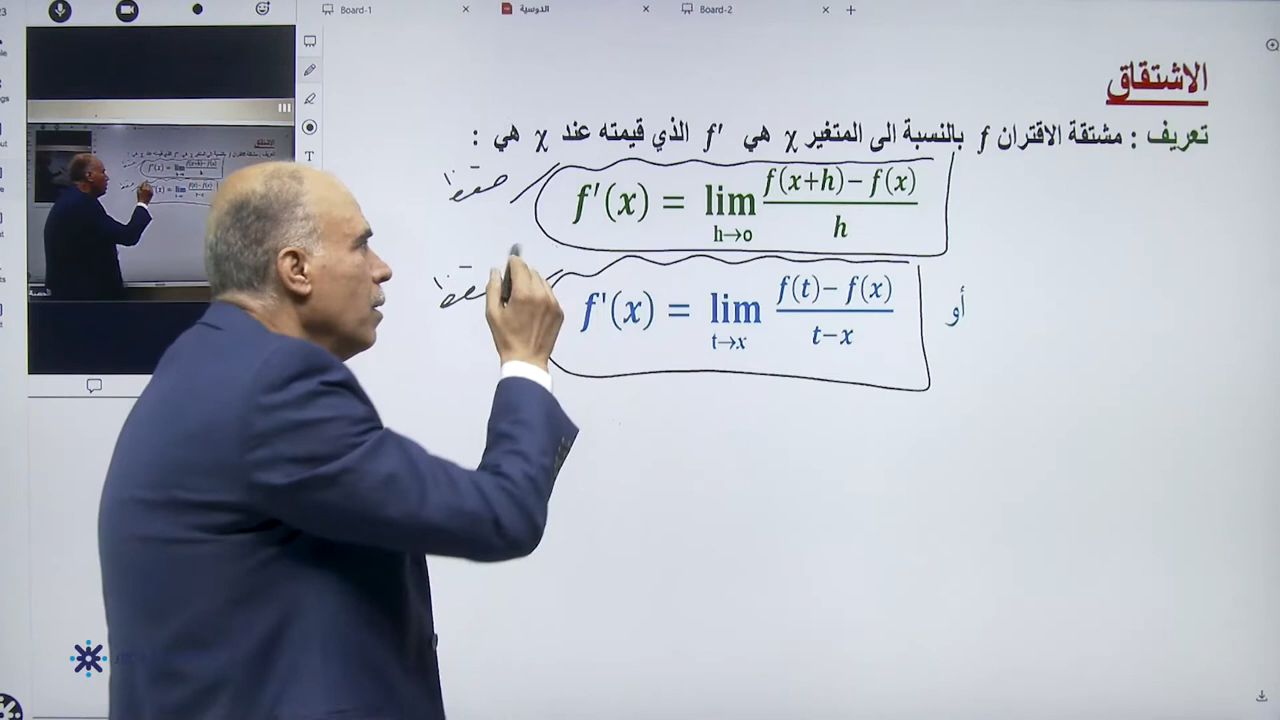 Board-1
الدوسية
Board-2
الاشتقاق
تعريف : مشتقة الاقتران f بالنسبة الى المتغير χ هي f' الذي قيمته عند χ هي :
f'(x) = lim h→0 f(x+h)−f(x) / h
أو f'(x) = lim t→x f(t)−f(x) / t−x
T